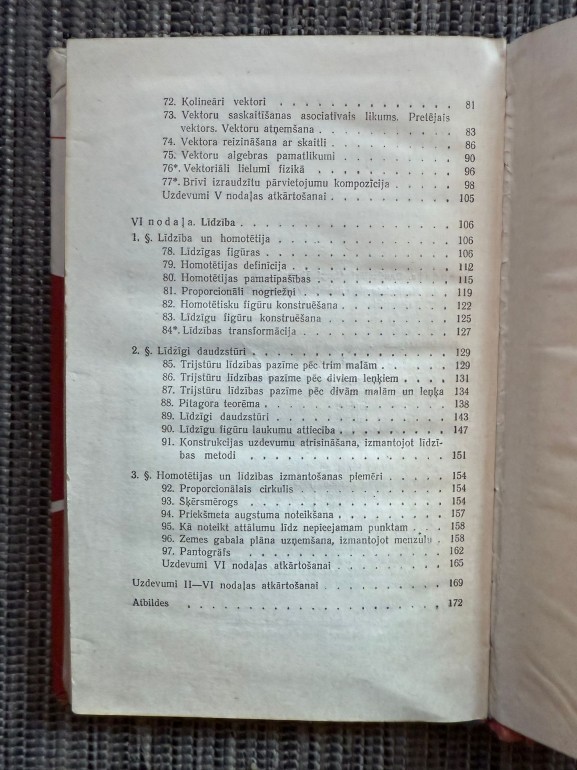 72. Kolineāri vektori . . . . . . . . . . . . . 81
73. Vektoru saskaitīšanas asociatīvais likums. Pretējais
vektors. Vektoru atņemšana . . . . . . . . . . 83
74. Vektora reizināšana ar skaitli . . . . . . . . . 86
75. Vektoru algebras pamatlikumi . . . . . . . . . 90
76*. Vektoriāli lielumi fizikā . . . . . . . . . . . 96
77*. Brīvi izraudzītu pārvietojumu kompozīcija . . . . . 98
Uzdevumi V nodaļas atkārtošanai . . . . . . . . . 105
VI nodaļa. Līdzība . . . . . . . . . . . . . . 106
1. §. Līdzība un homotētija . . . . . . . . . . . . 106
78. Līdzīgas figūras . . . . . . . . . . . . . 106
79. Homotētijas definīcija . . . . . . . . . . . 112
80. Homotētijas pamatīpašības . . . . . . . . . . 115
81. Proporcionāli nogriežņi . . . . . . . . . . . 119
82. Homotētisku figūru konstruēšana . . . . . . . . 122
83. Līdzīgu figūru konstruēšana . . . . . . . . . . 125
84*. Līdzības transformācija . . . . . . . . . . . 127
2. §. Līdzīgi daudzstūri . . . . . . . . . . . . . 129
85. Trijstūru līdzības pazīme pēc trim malām . . . . . 129
86. Trijstūru līdzības pazīme pēc diviem leņķiem . . . . 131
87. Trijstūru līdzības pazīme pēc divām malām un leņķa 134
88. Pitagora teorēma . . . . . . . . . . . . . 138
89. Līdzīgi daudzstūri . . . . . . . . . . . . . 143
90. Līdzīgu figūru laukumu attiecība . . . . . . . . 147
91. Konstrukcijas uzdevumu atrisināšana, izmantojot līdzī-
bas metodi . . . . . . . . . . . . . . . 151
3. §. Homotētijas un līdzības izmantošanas piemēri . . . . . 154
92. Proporcionālais cirkulis . . . . . . . . . . . 154
93. Šķērsmērogs . . . . . . . . . . . . . . . 154
94. Priekšmeta augstuma noteikšana . . . . . . . . 157
95. Kā noteikt attālumu līdz nepieejamam punktam . . . 158
96. Zemes gabala plāna uzņemšana, izmantojot menzulu . 158
97. Pantogrāfs . . . . . . . . . . . . . . . 162
Uzdevumi VI nodaļas atkārtošanai . . . . . . . . . 165
Uzdevumi II—VI nodaļas atkārtošanai . . . . . . . . . 169
Atbildes . . . . . . . . . . . . . . . . . . 172